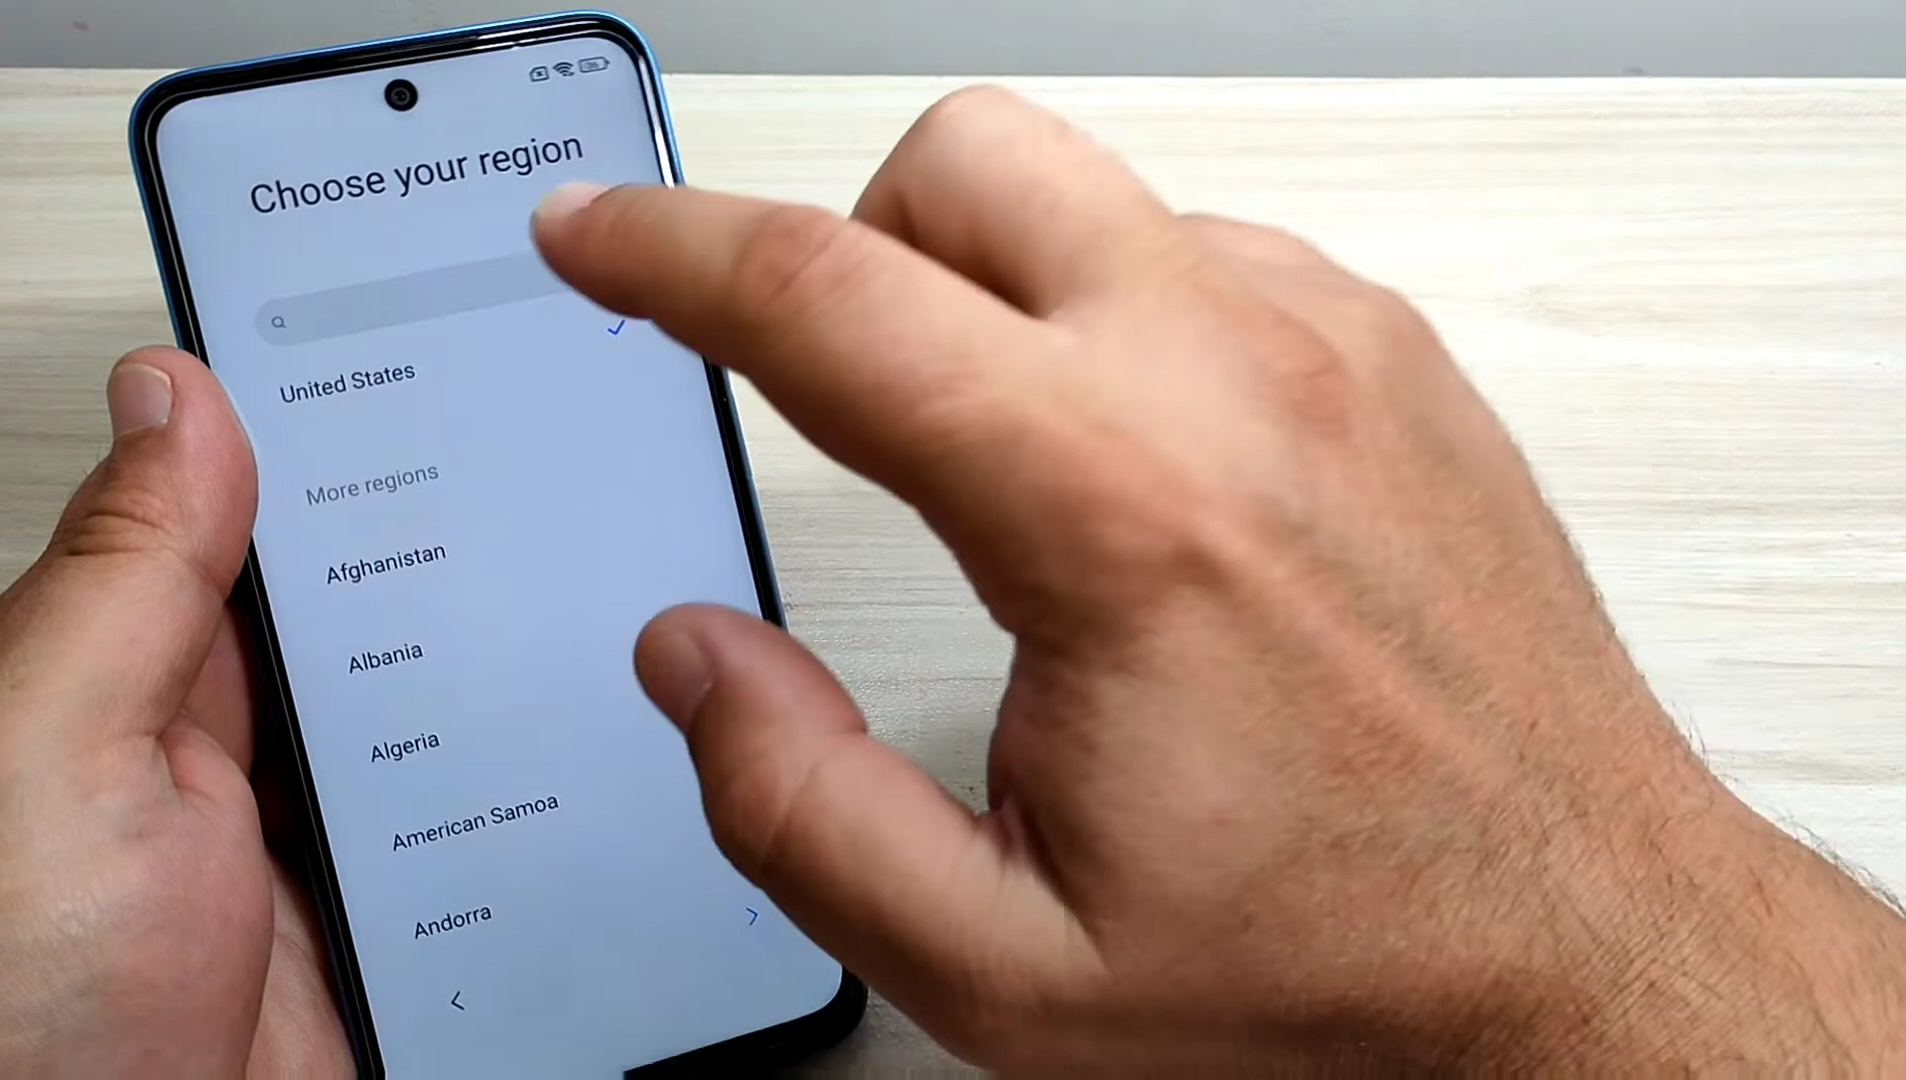 Choose your region
United States
More regions
Afghanistan
Albania
Algeria
American Samoa
Andorra